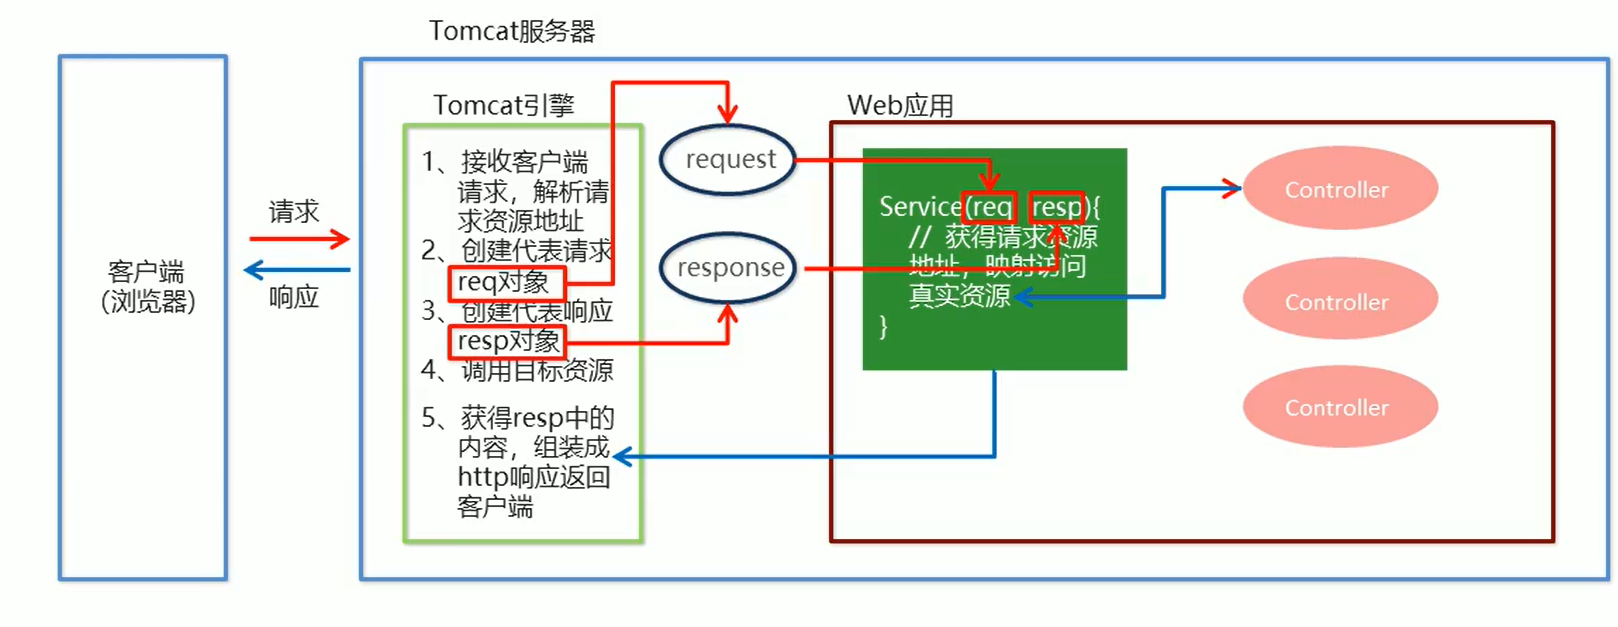 Tomcat服务器
客户端
(浏览器)
请求
响应
Tomcat引擎
1、接收客户端
请求，解析请
求资源地址
2、创建代表请求
req对象
3、创建代表响应
resp对象
4、调用目标资源
5、获得resp中的
内容，组装成
http响应返回
客户端
request
response
Web应用
Service(req resp){
// 获得请求资源
地址，映射访问
真实资源
}
Controller
Controller
Controller